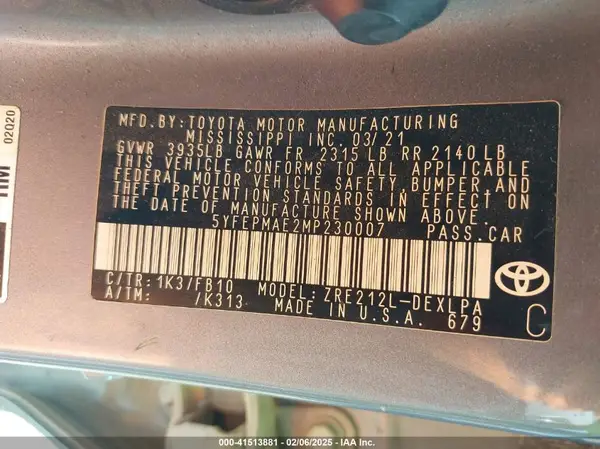 02020
MFD.BY:TOYOTA MOTOR MANUFACTURING
MISSISSIPPI INC. 03/21
GVWR 3935LB GAWR FR 2315 LB RR 2140 LB
THIS VEHICLE CONFORMS TO ALL APPLICABLE
FEDERAL MOTOR VEHICLE SAFETY, BUMPER, AND
THEFT PREVENTION STANDARDS IN EFFECT ON
THE DATE OF MANUFACTURE SHOWN ABOVE.
5YFEPMAE2MP230007 PASS.CAR
C/TR: 1K3/FB10 MODEL: ZRE212L-DEXLPA
A/TM: /K313 MADE IN U.S.A. 679
TOYOTA
C
00-41513881 - 02/06/2025 - IAA Inc.